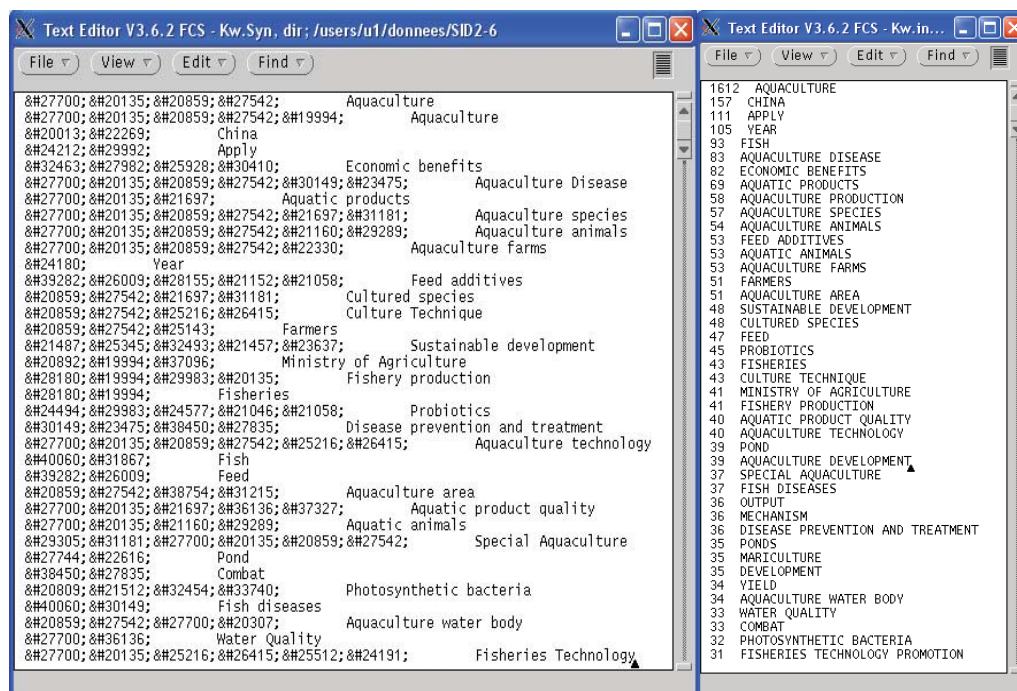 Text Editor V3.6.2 FCS - Kw.Syn, dir; /users/u1/donnees/SID2-6
File View Edit Find
&#27700;&#20135;&#20859;&#27542; Aquaculture
&#27700;&#20135;&#20859;&#27542;&#19994; Aquaculture
&#20013;&#22269; China
&#24212;&#29992; Apply
&#32463;&#27982;&#25928;&#30410; Economic benefits
&#27700;&#20135;&#20859;&#27542;&#30149;&#23475; Aquaculture Disease
&#27700;&#20135;&#21697; Aquatic products
&#27700;&#20135;&#20859;&#27542;&#21697;&#31181; Aquaculture species
&#27700;&#20135;&#20859;&#27542;&#21160;&#29289; Aquaculture animals
&#27700;&#20135;&#20859;&#27542;&#22330; Aquaculture farms
&#24180; Year
&#39282;&#26009;&#28155;&#21152;&#21058; Feed additives
&#20859;&#27542;&#21697;&#31181; Cultured species
&#20859;&#27542;&#25216;&#26415; Culture Technique
&#20859;&#27542;&#25143; Farmers
&#21487;&#25345;&#32493;&#21457;&#23637; Sustainable development
&#20892;&#19994;&#37096; Ministry of Agriculture
&#28180;&#19994;&#29983;&#20135; Fishery production
&#28180;&#19994; Fisheries
&#24494;&#29983;&#24577;&#21046;&#21058; Probiotics
&#30149;&#23475;&#38450;&#27835; Disease prevention and treatment
&#27700;&#20135;&#20859;&#27542;&#25216;&#26415; Aquaculture technology
&#40060;&#31867; Fish
&#39282;&#26009; Feed
&#20859;&#27542;&#38754;&#31215; Aquaculture area
&#27700;&#20135;&#21697;&#36136;&#37327; Aquatic product quality
&#27700;&#20135;&#21160;&#29289; Aquatic animals
&#29305;&#31181;&#27700;&#20135;&#20859;&#27542; Special Aquaculture
&#27744;&#22616; Pond
&#38450;&#27835; Combat
&#20809;&#21512;&#32454;&#33740; Photosynthetic bacteria
&#40060;&#30149; Fish diseases
&#20859;&#27542;&#27700;&#20307; Aquaculture water body
&#27700;&#36136; Water Quality
&#27700;&#20135;&#25216;&#26415;&#25512;&#24191; Fisheries Technology
Text Editor V3.6.2 FCS - Kw.in...
File View Edit Find
1612 AQUACULTURE
157 CHINA
111 APPLY
105 YEAR
93 FISH
83 AQUACULTURE DISEASE
82 ECONOMIC BENEFITS
69 AQUATIC PRODUCTS
58 AQUACULTURE PRODUCTION
57 AQUACULTURE SPECIES
54 AQUACULTURE ANIMALS
53 FEED ADDITIVES
53 AQUATIC ANIMALS
53 AQUACULTURE FARMS
51 FARMERS
51 AQUACULTURE AREA
48 SUSTAINABLE DEVELOPMENT
48 CULTURED SPECIES
47 FEED
45 PROBIOTICS
43 FISHERIES
43 CULTURE TECHNIQUE
41 MINISTRY OF AGRICULTURE
41 FISHERY PRODUCTION
40 AQUATIC PRODUCT QUALITY
40 AQUACULTURE TECHNOLOGY
39 POND
39 AQUACULTURE DEVELOPMENT
37 SPECIAL AQUACULTURE
37 FISH DISEASES
36 OUTPUT
36 MECHANISM
36 DISEASE PREVENTION AND TREATMENT
35 PONDS
35 MARICULTURE
35 DEVELOPMENT
34 YIELD
34 AQUACULTURE WATER BODY
33 WATER QUALITY
33 COMBAT
32 PHOTOSYNTHETIC BACTERIA
31 FISHERIES TECHNOLOGY PROMOTION